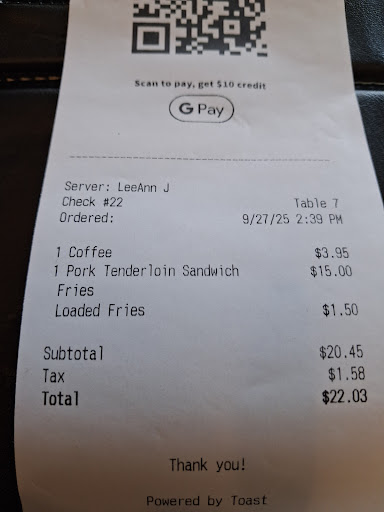 Scan to pay, get $10 credit
G Pay
Server: LeeAnn J
Check #22 Table 7
Ordered: 9/27/25 2:39 PM
1 Coffee $3.95
1 Pork Tenderloin Sandwich $15.00
Fries
Loaded Fries $1.50
Subtotal $20.45
Tax $1.58
Total $22.03
Thank you!
Powered by Toast